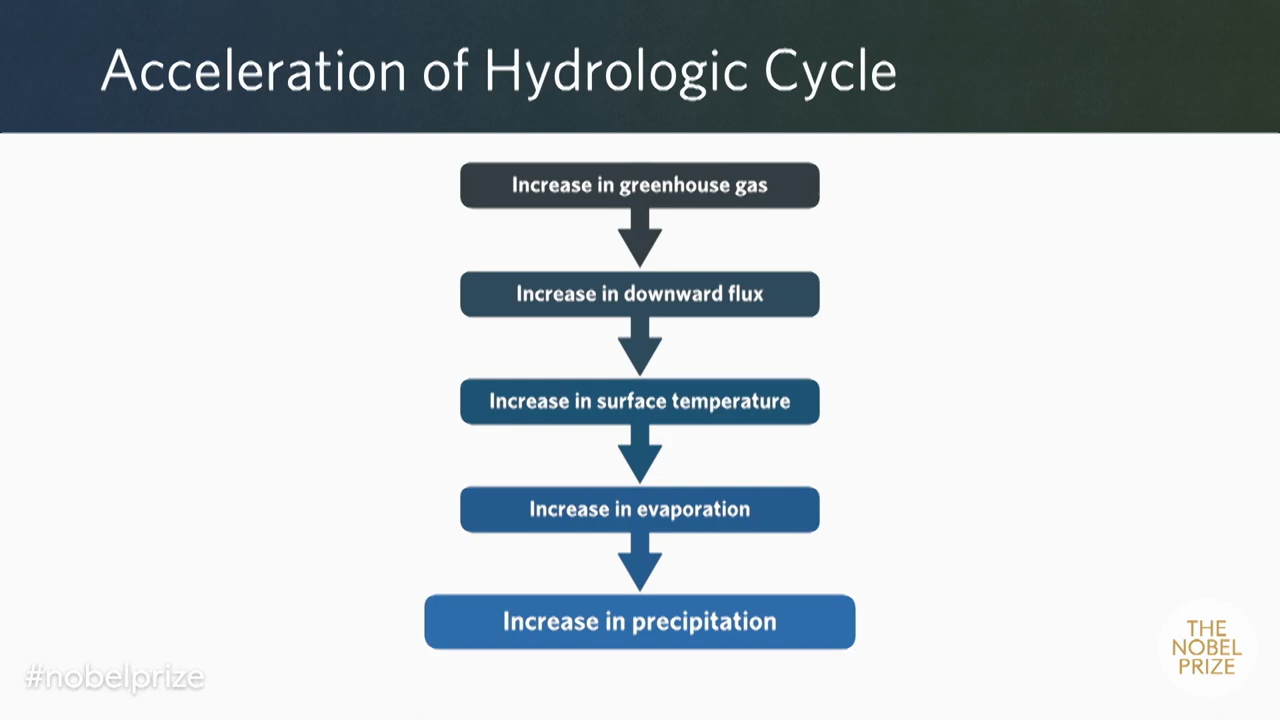 Acceleration of Hydrologic Cycle
Increase in greenhouse gas
Increase in downward flux
Increase in surface temperature
Increase in evaporation
Increase in precipitation
#nobelprize
THE
NOBEL
PRIZE